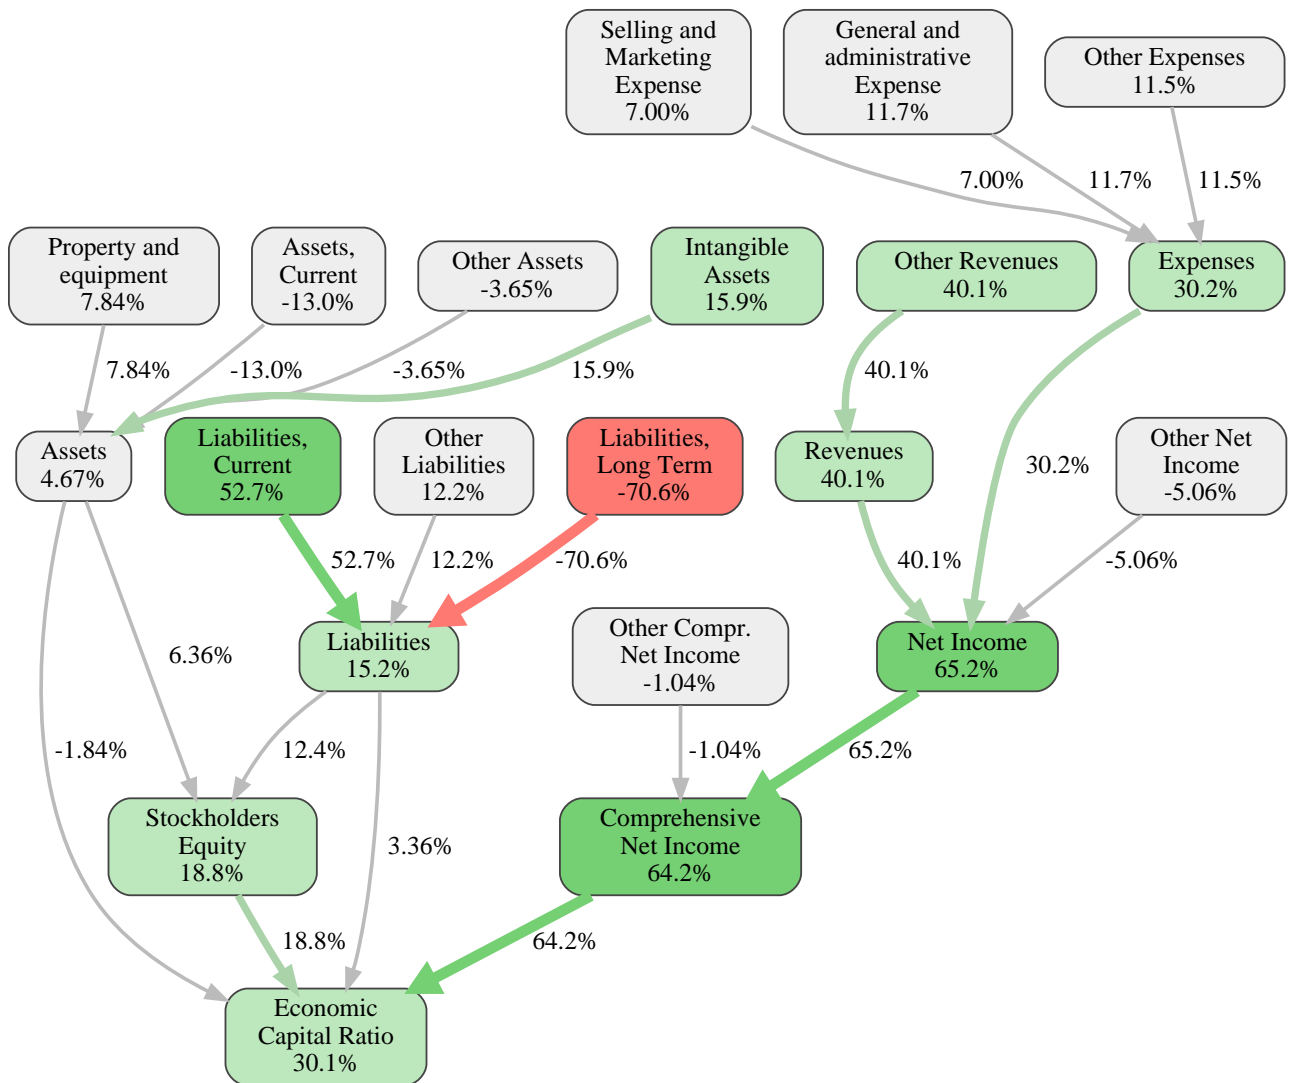 Selling and
Marketing
Expense
7.00%
General and
administrative
Expense
11.7%
Other Expenses
11.5%
7.00%
11.7%
11.5%
Property and
equipment
7.84%
Assets,
Current
-13.0%
Other Assets
-3.65%
Intangible
Assets
15.9%
Other Revenues
40.1%
Expenses
30.2%
7.84%
-13.0%
-3.65%
15.9%
40.1%
30.2%
Assets
4.67%
Liabilities,
Current
52.7%
Other
Liabilities
12.2%
Liabilities,
Long Term
-70.6%
Revenues
40.1%
Other Net
Income
-5.06%
52.7%
12.2%
-70.6%
40.1%
-5.06%
6.36%
Liabilities
15.2%
Other Compr.
Net Income
-1.04%
Net Income
65.2%
-1.84%
12.4%
-1.04%
65.2%
Stockholders
Equity
18.8%
3.36%
Comprehensive
Net Income
64.2%
18.8%
64.2%
Economic
Capital Ratio
30.1%